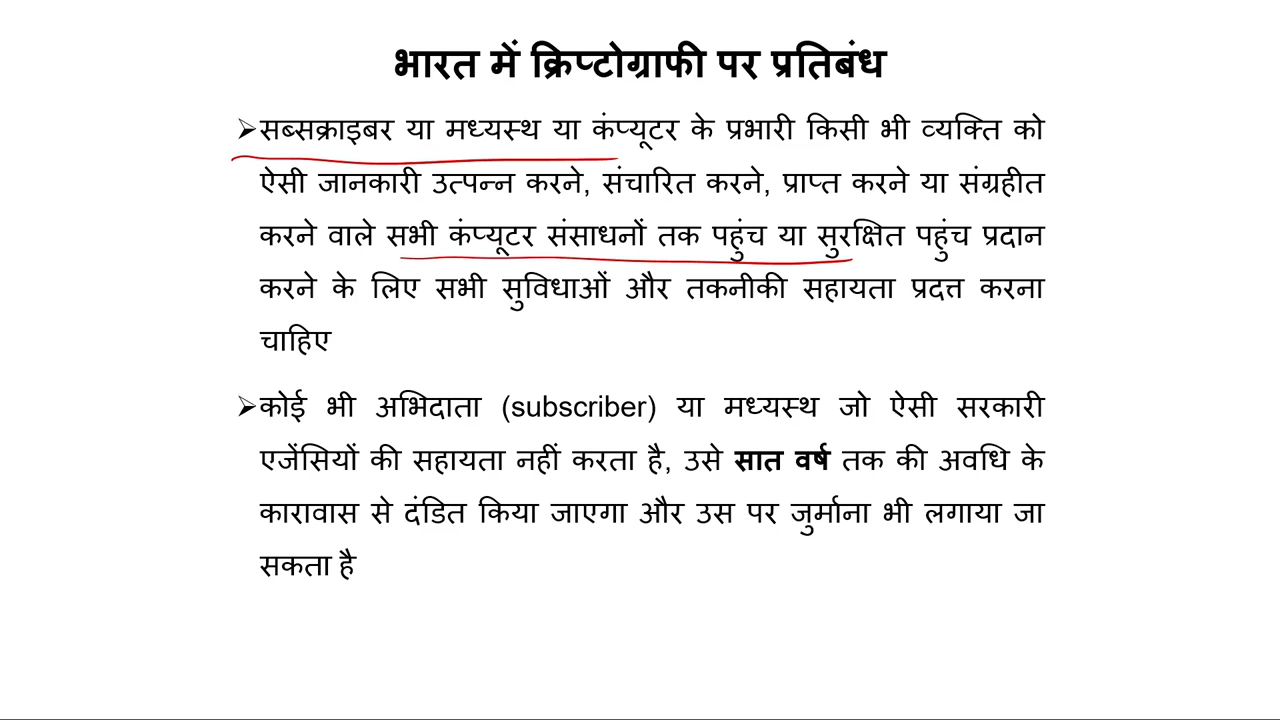 भारत में क्रिप्टोग्राफी पर प्रतिबंध
➢सब्सक्राइबर या मध्यस्थ या कंप्यूटर के प्रभारी किसी भी व्यक्ति को
ऐसी जानकारी उत्पन्न करने, संचारित करने, प्राप्त करने या संग्रहीत
करने वाले सभी कंप्यूटर संसाधनों तक पहुंच या सुरक्षित पहुंच प्रदान
करने के लिए सभी सुविधाओं और तकनीकी सहायता प्रदत्त करना
चाहिए
➢कोई भी अभिदाता (subscriber) या मध्यस्थ जो ऐसी सरकारी
एजेंसियों की सहायता नहीं करता है, उसे सात वर्ष तक की अवधि के
कारावास से दंडित किया जाएगा और उस पर जुर्माना भी लगाया जा
सकता है